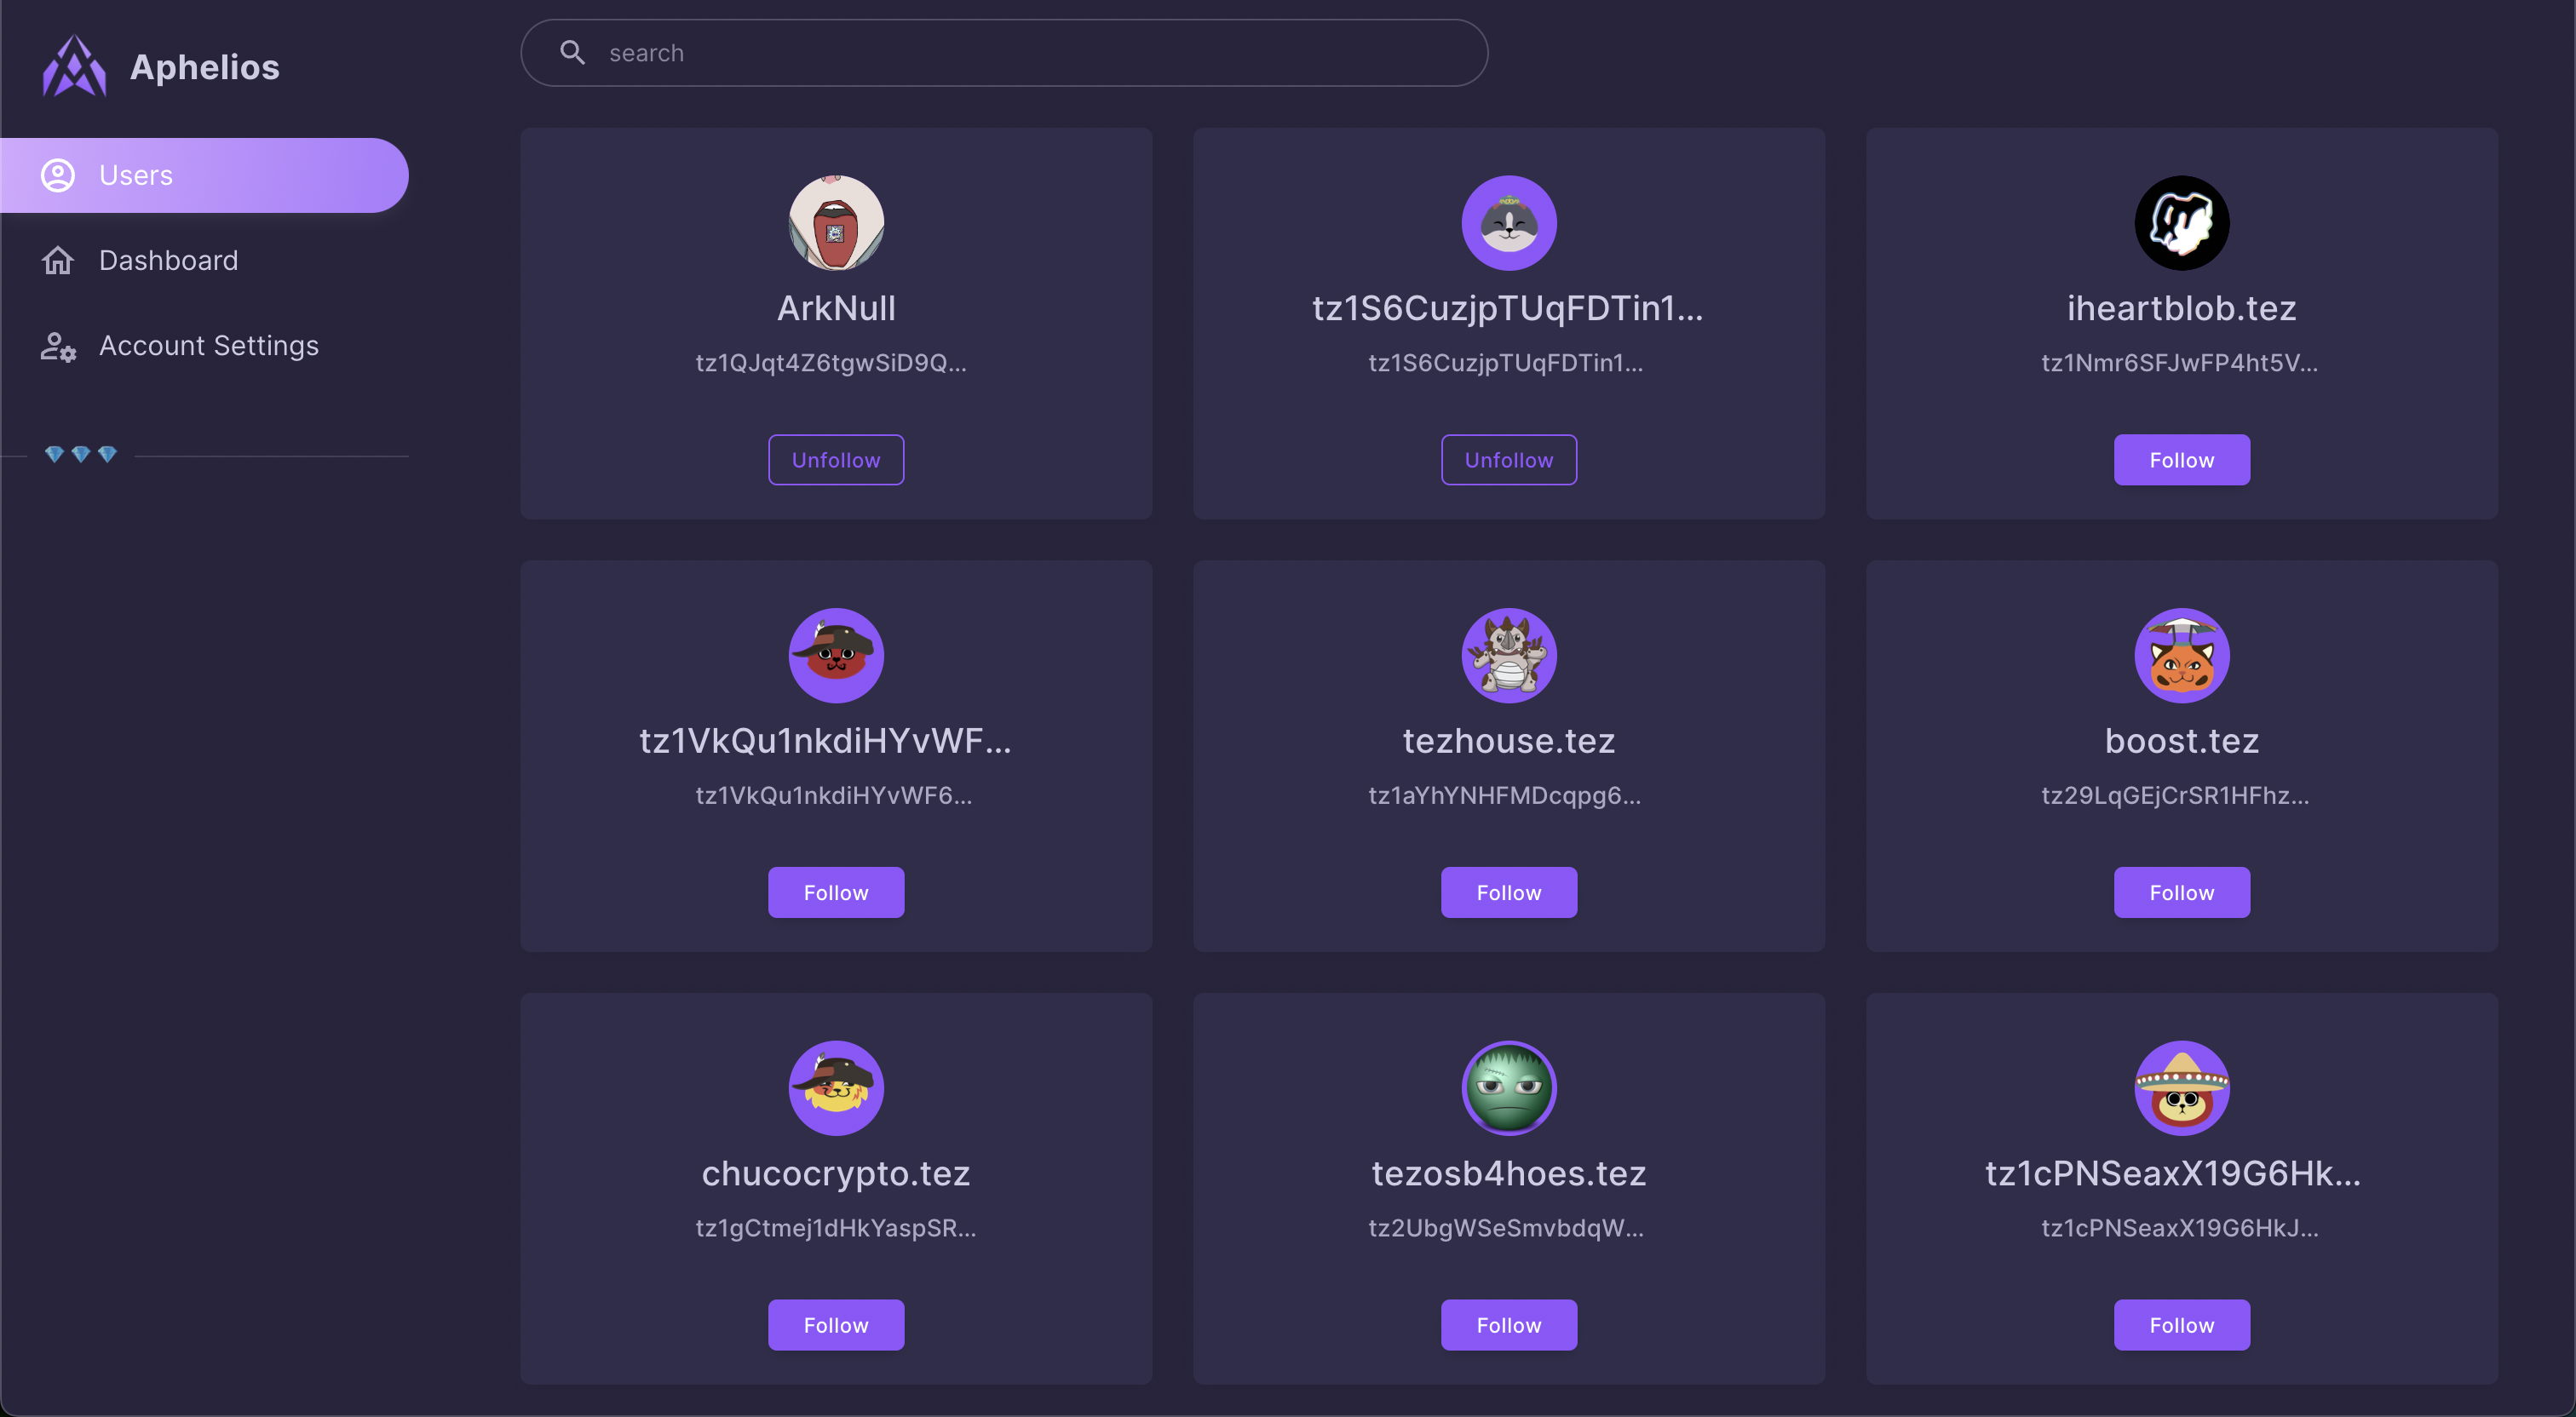 Aphelios
search
Users
Dashboard
Account Settings
ArkNull
tz1QJqt4Z6tgwSiD9Q...
Unfollow
tz1S6CuzjpTUqFDTin1...
tz1S6CuzjpTUqFDTin1...
Unfollow
iheartblob.tez
tz1Nmr6SFJwFP4ht5V...
Follow
tz1VkQu1nkdiHYvWF...
tz1VkQu1nkdiHYvWF6...
Follow
tezhouse.tez
tz1aYhYNHFMDcqpg6...
Follow
boost.tez
tz29LqGEjCrSR1HFhz...
Follow
chucocrypto.tez
tz1gCtmej1dHkYaspSR...
Follow
tezosb4hoes.tez
tz2UbgWSeSmvbdqW...
Follow
tz1cPNSeaxX19G6Hk...
tz1cPNSeaxX19G6HkJ...
Follow